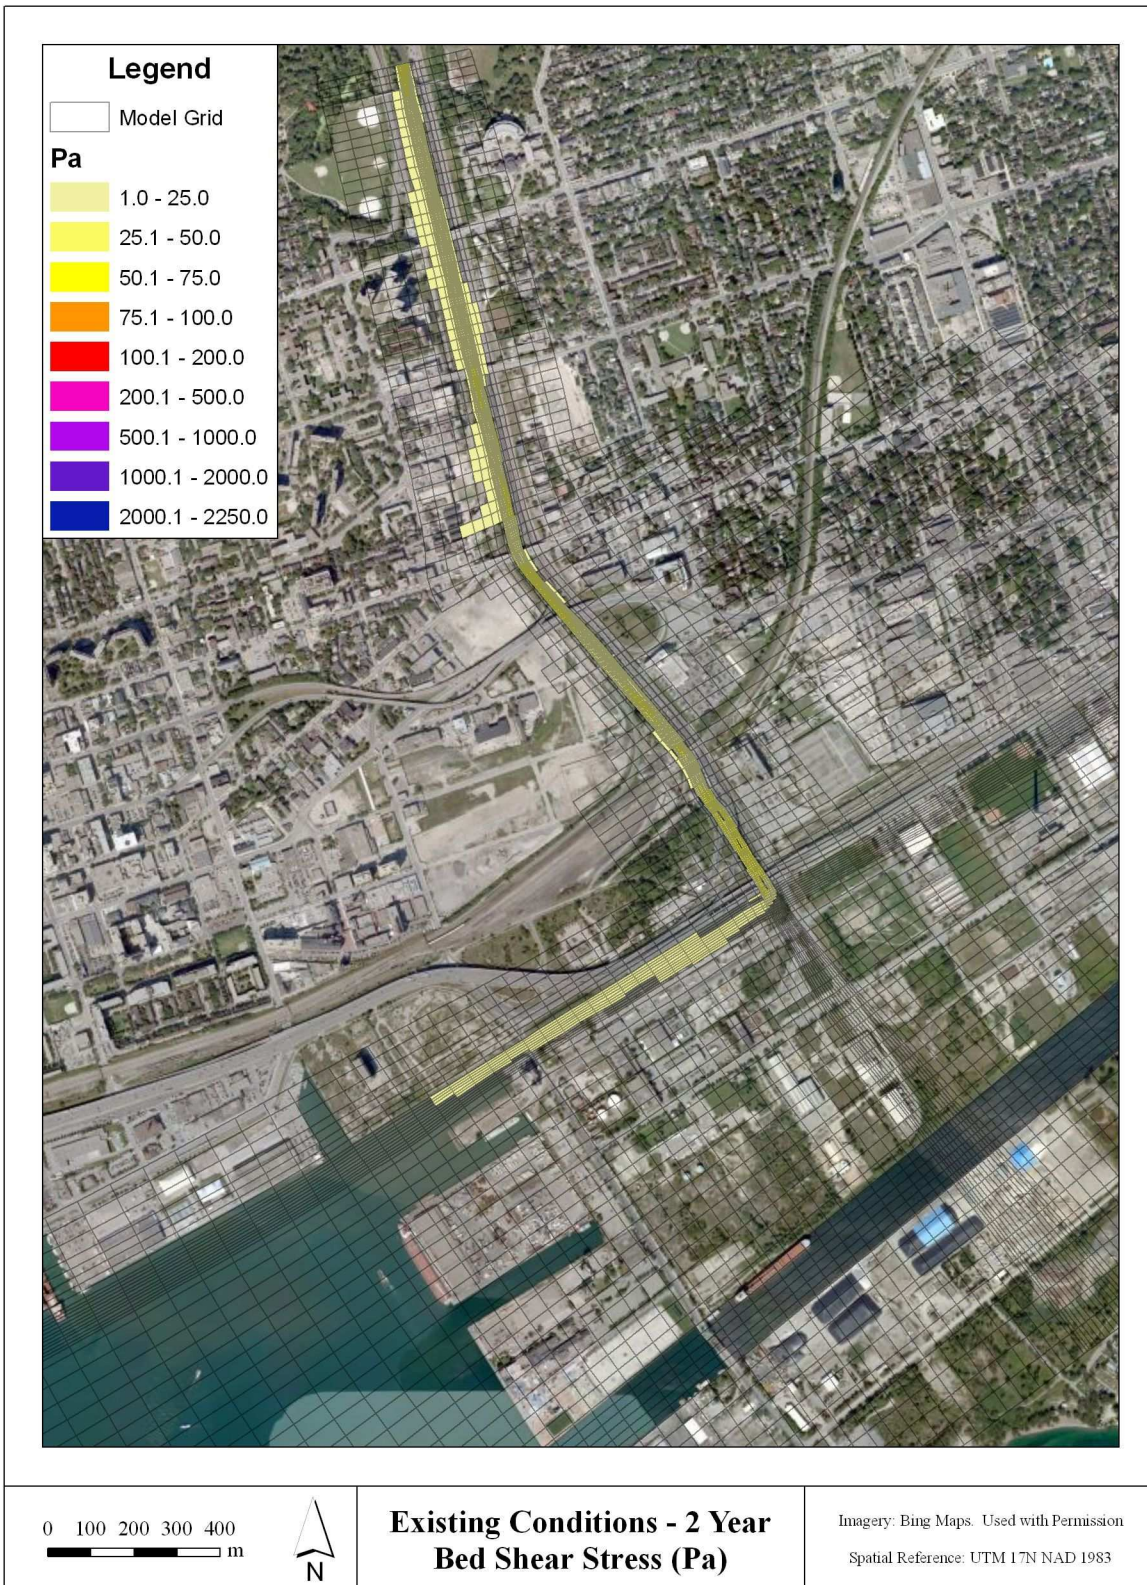 Legend
Model Grid
Pa
1.0 - 25.0
25.1 - 50.0
50.1 - 75.0
75.1 - 100.0
100.1 - 200.0
200.1 - 500.0
500.1 - 1000.0
1000.1 - 2000.0
2000.1 - 2250.0
0 100 200 300 400
m
N
Existing Conditions - 2 Year
Bed Shear Stress (Pa)
Imagery: Bing Maps. Used with Permission
Spatial Reference: UTM 17N NAD 1983